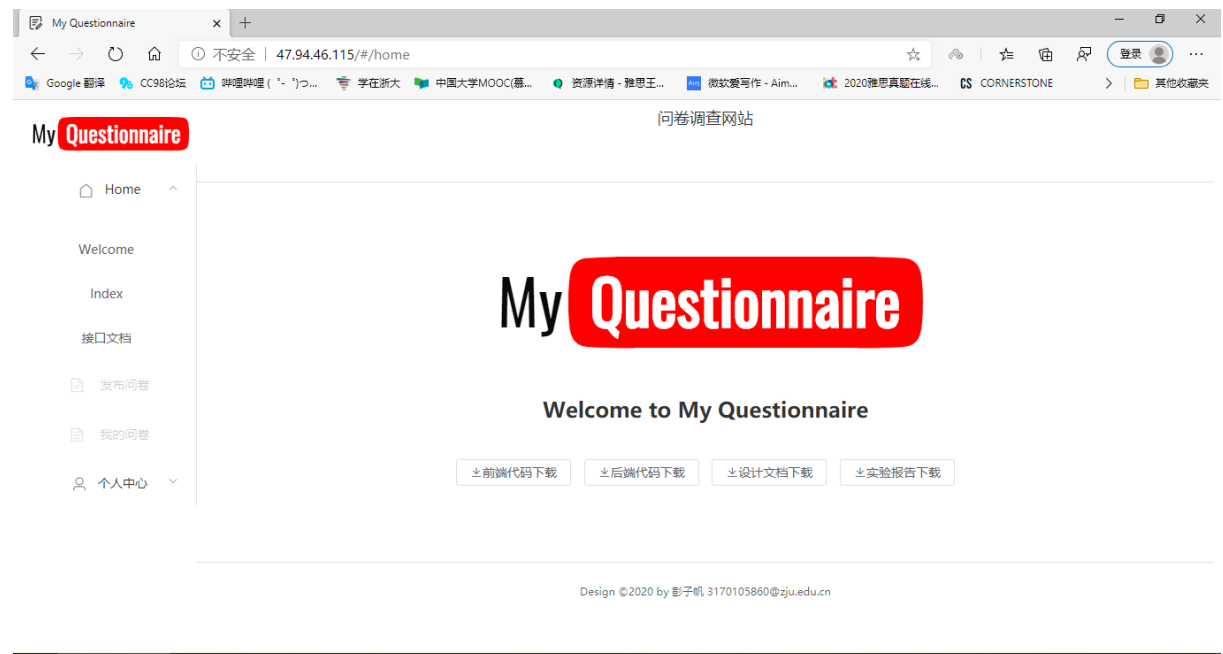 My Questionnaire
不安全 | 47.94.46.115/#/home
登录
Google 翻译 CC98论坛 哔哩哔哩 ( ゜- ゜)つ... 学在浙大 中国大学MOOC(慕... 资源详情 - 雅思王... 微软爱写作 - Aim... 2020雅思真题在线... CS CORNERSTONE 其他收藏夹
My Questionnaire
问卷调查网站
Home
Welcome
Index
接口文档
发布问卷
我的问卷
个人中心
My Questionnaire
Welcome to My Questionnaire
前端代码下载 后端代码下载 设计文档下载 实验报告下载
Design ©2020 by 彭子帆 3170105860@zju.edu.cn